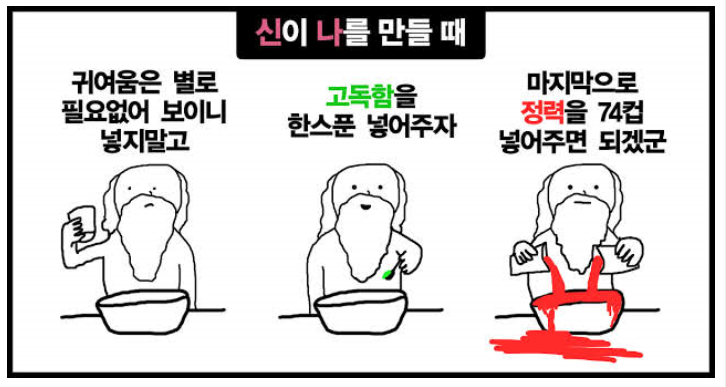 신이 나를 만들 때
귀여움은 별로
필요없어 보이니
넣지말고
고독함을
한스푼 넣어주자
마지막으로
정력을 74컵
넣어주면 되겠군